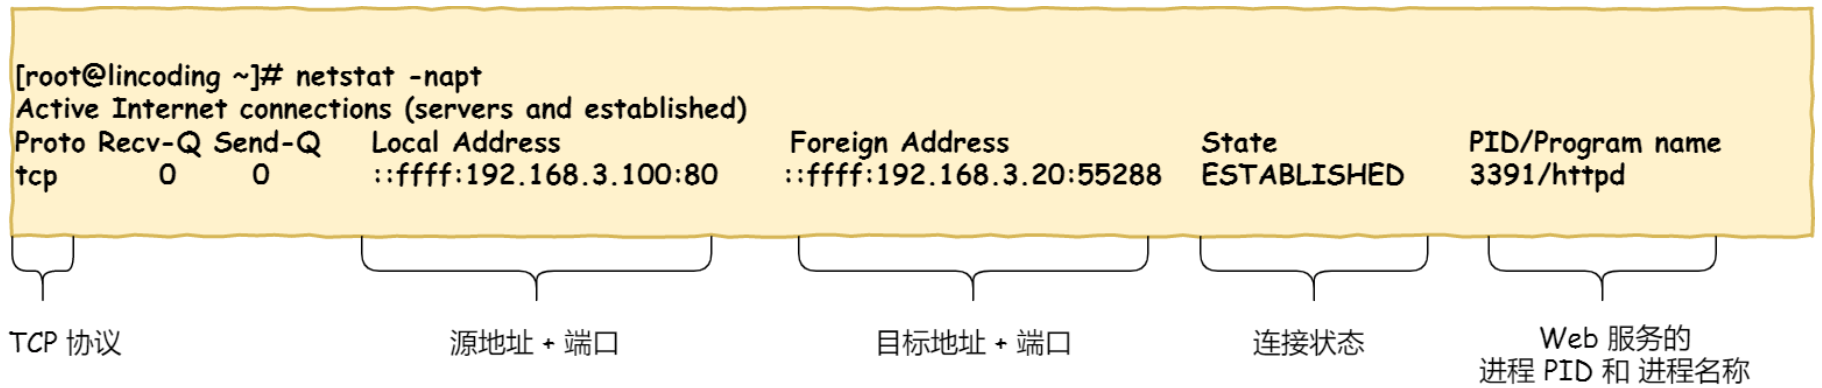 [root@lincoding ~]# netstat -napt
Active Internet connections (servers and established)
Proto Recv-Q Send-Q Local Address Foreign Address State PID/Program name
tcp 0 0 ::ffff:192.168.3.100:80 ::ffff:192.168.3.20:55288 ESTABLISHED 3391/httpd
TCP 协议 源地址 + 端口 目标地址 + 端口 连接状态 Web 服务的
进程 PID 和 进程名称